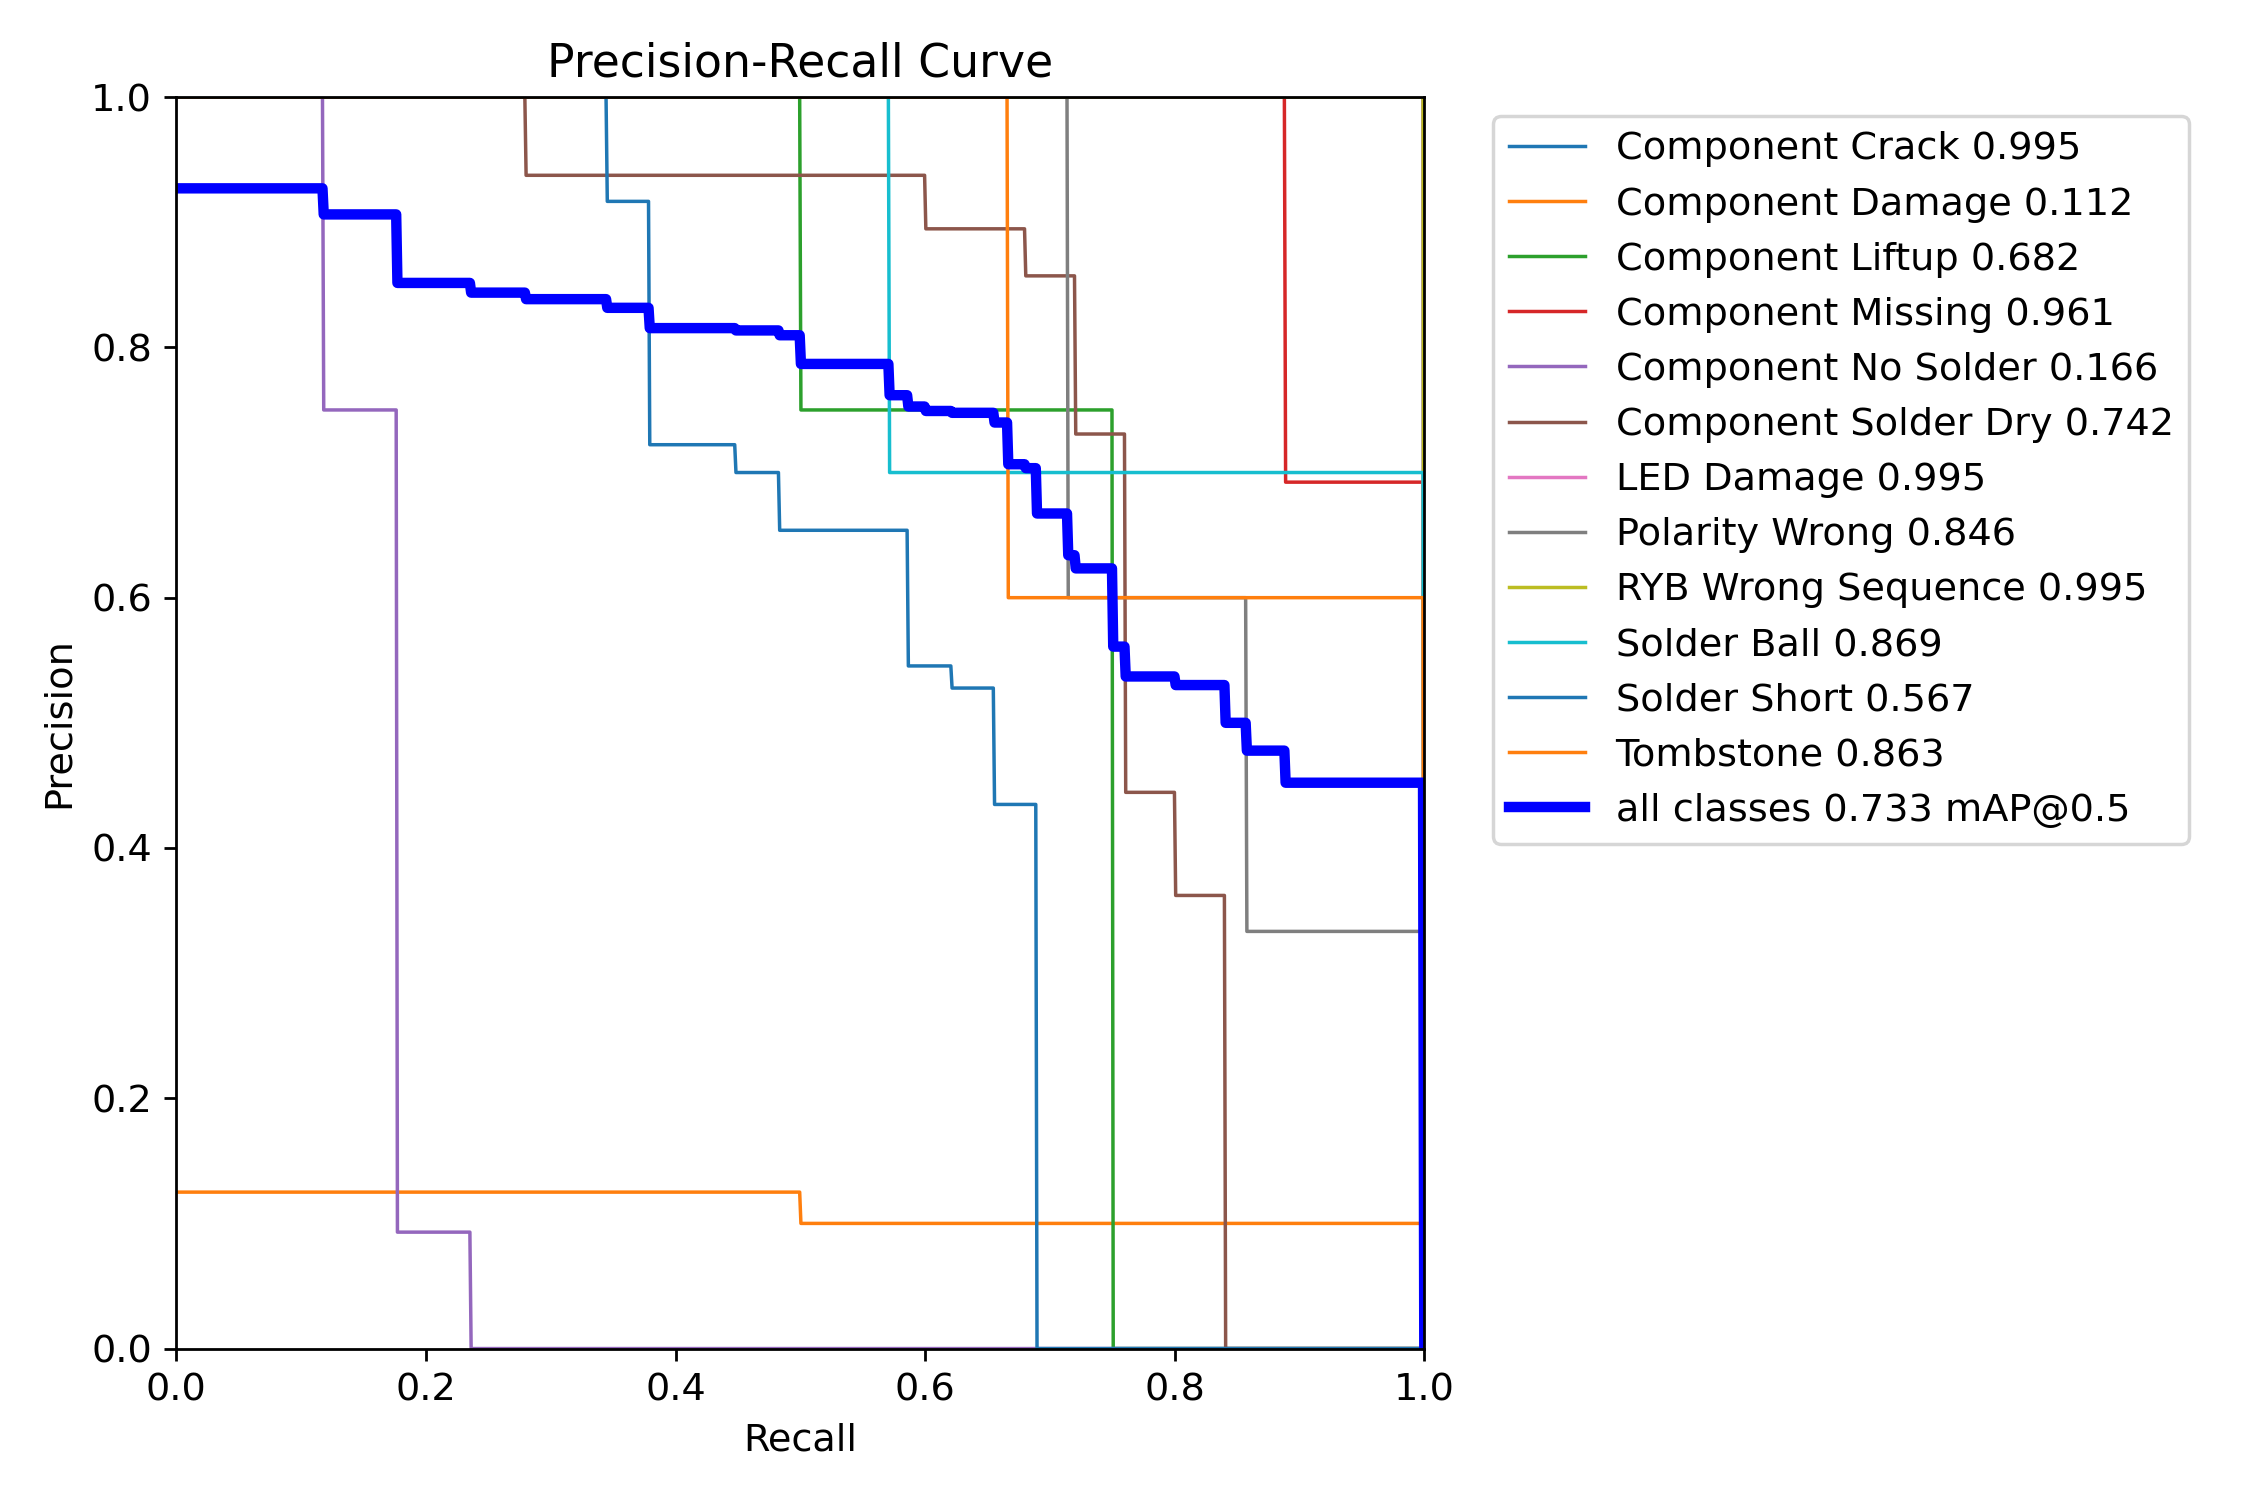 Precision-Recall Curve
1.0
0.8
0.6
0.4
0.2
0.0
Precision
0.0 0.2 0.4 0.6 0.8 1.0
Recall
Component Crack 0.995
Component Damage 0.112
Component Liftup 0.682
Component Missing 0.961
Component No Solder 0.166
Component Solder Dry 0.742
LED Damage 0.995
Polarity Wrong 0.846
RYB Wrong Sequence 0.995
Solder Ball 0.869
Solder Short 0.567
Tombstone 0.863
all classes 0.733 mAP@0.5